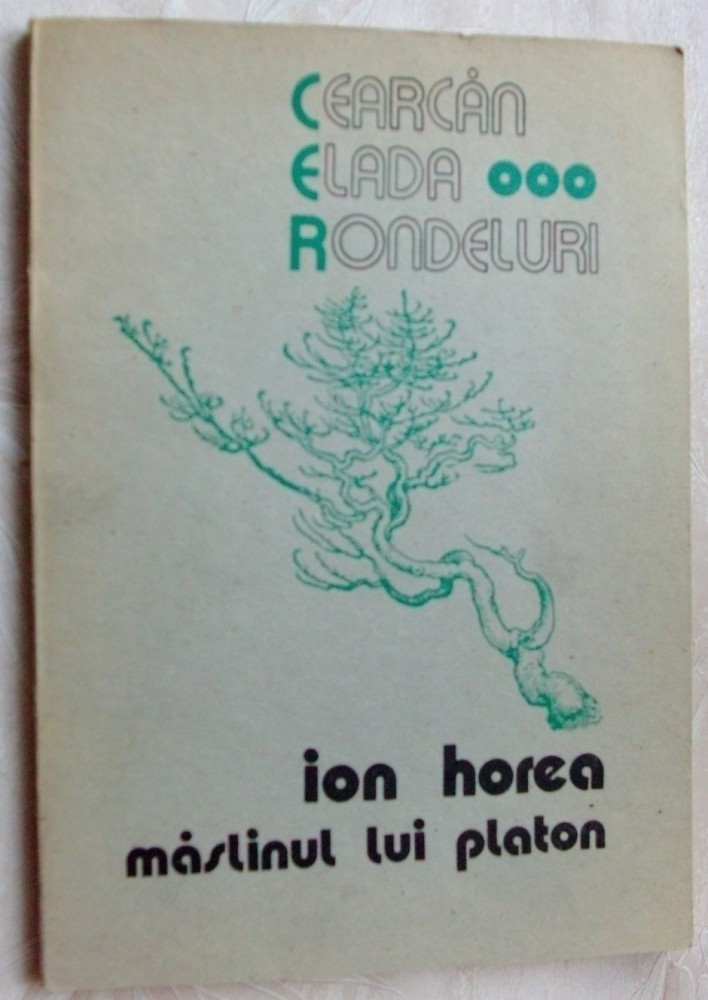 CEARCĂN
ELADA ooo
RONDELURI
ion horea
măslinul lui platon